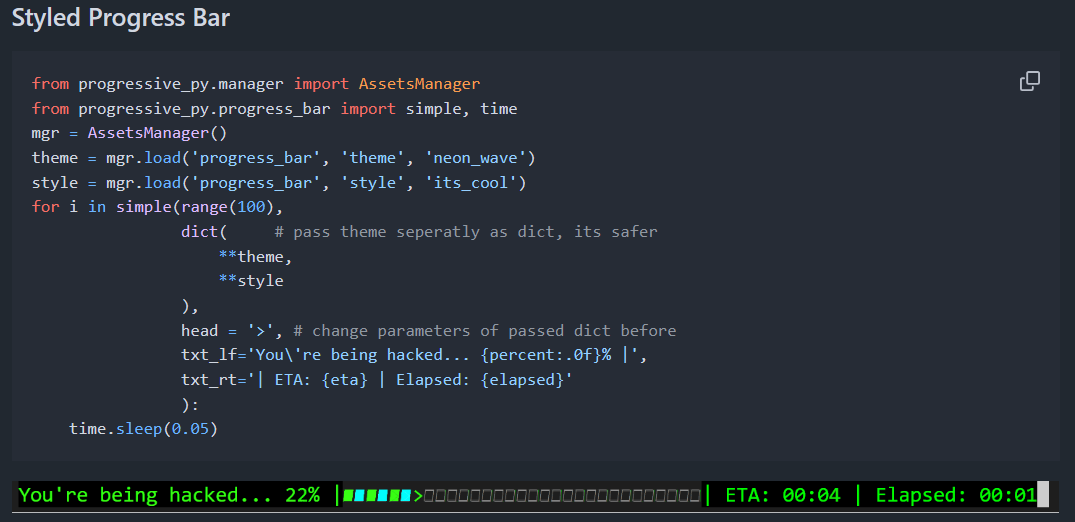 Styled Progress Bar
from progressive_py.manager import AssetsManager
from progressive_py.progress_bar import simple, time
mgr = AssetsManager()
theme = mgr.load('progress_bar', 'theme', 'neon_wave')
style = mgr.load('progress_bar', 'style', 'its_cool')
for i in simple(range(100),
                dict(     # pass theme seperatly as dict, its safer
                    **theme,
                    **style
                ),
                head = '>', # change parameters of passed dict before
                txt_lf='You\'re being hacked... {percent:.0f}% |',
                txt_rt='| ETA: {eta} | Elapsed: {elapsed}'
                ):
    time.sleep(0.05)
You're being hacked... 22% |■■■■■■>□□□□□□□□□□□□□□□□□□□□□□□□| ETA: 00:04 | Elapsed: 00:01